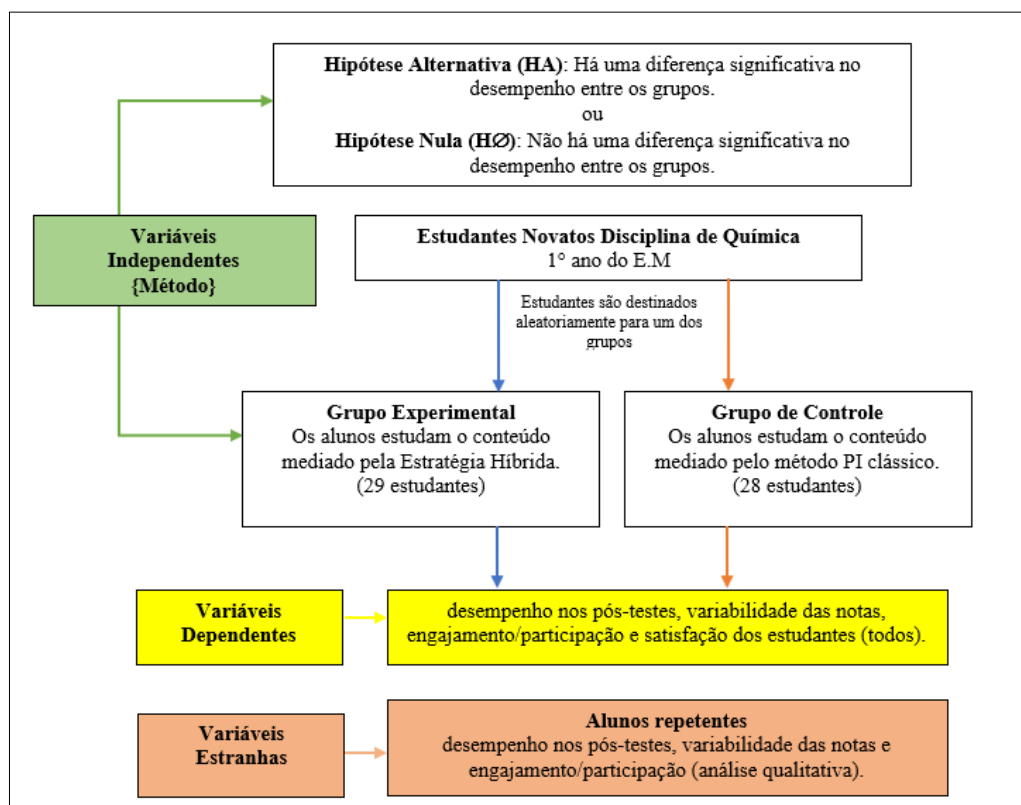 Hipótese Alternativa (HA): Há uma diferença significativa no
desempenho entre os grupos.
ou
Hipótese Nula (H∅): Não há uma diferença significativa no
desempenho entre os grupos.
Variáveis
Independentes
{Método}
Estudantes Novatos Disciplina de Química
1° ano do E.M
Estudantes são destinados
aleatoriamente para um dos
grupos
Grupo Experimental
Os alunos estudam o conteúdo
mediado pela Estratégia Híbrida.
(29 estudantes)
Grupo de Controle
Os alunos estudam o conteúdo
mediado pelo método PI clássico.
(28 estudantes)
Variáveis
Dependentes
desempenho nos pós-testes, variabilidade das notas,
engajamento/participação e satisfação dos estudantes (todos).
Variáveis
Estranhas
Alunos repetentes
desempenho nos pós-testes, variabilidade das notas e
engajamento/participação (análise qualitativa).